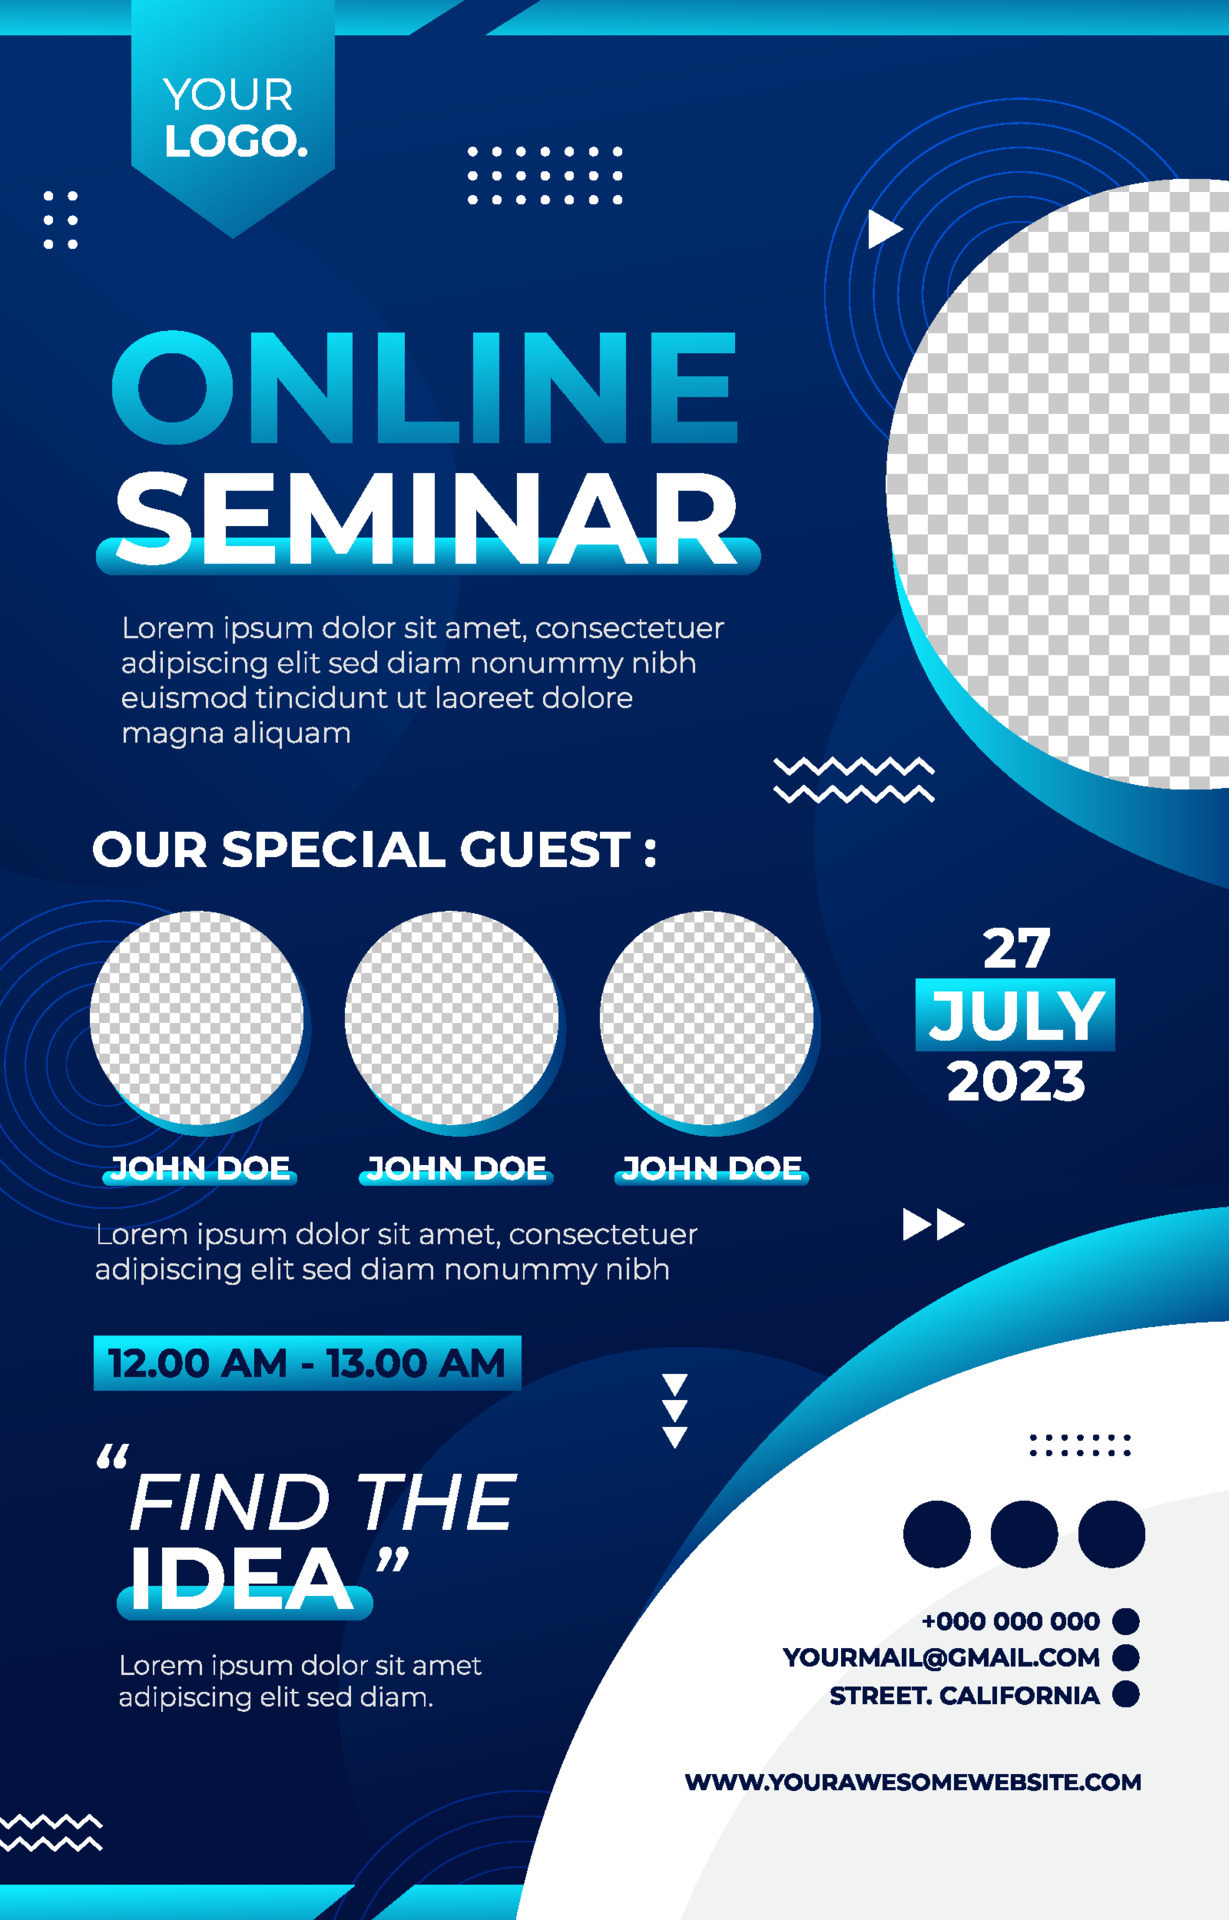 YOUR
LOGO.
ONLINE
SEMINAR
Lorem ipsum dolor sit amet, consectetuer
adipiscing elit sed diam nonummy nibh
euismod tincidunt ut laoreet dolore
magna aliquam
OUR SPECIAL GUEST :
27
JULY
2023
JOHN DOE
JOHN DOE
JOHN DOE
Lorem ipsum dolor sit amet, consectetuer
adipiscing elit sed diam nonummy nibh
12.00 AM - 13.00 AM
“FIND THE
IDEA”
Lorem ipsum dolor sit amet
adipiscing elit sed diam.
+000 000 000
YOURMAIL@GMAIL.COM
STREET. CALIFORNIA
WWW.YOURAWESOMEWEBSITE.COM